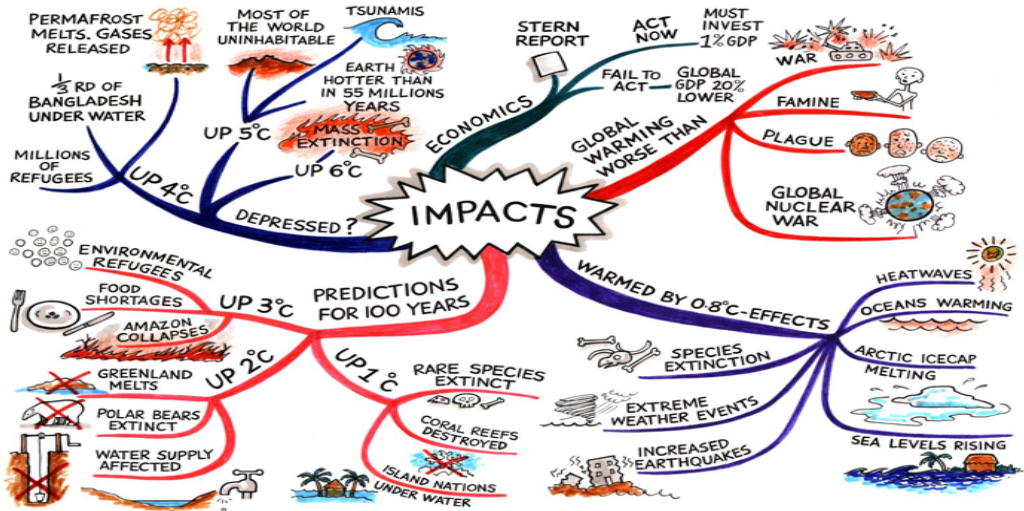 IMPACTS
ECONOMICS
STERN
REPORT
ACT
NOW
MUST
INVEST
1% GDP
FAIL TO
ACT
GLOBAL
GDP 20%
LOWER
GLOBAL
WARMING
WORSE THAN
WAR
FAMINE
PLAGUE
GLOBAL
NUCLEAR
WAR
WARMED BY 0.8°C-EFFECTS
HEATWAVES
OCEANS WARMING
ARCTIC ICECAP
MELTING
SEA LEVELS RISING
SPECIES
EXTINCTION
EXTREME
WEATHER EVENTS
INCREASED
EARTHQUAKES
PREDICTIONS
FOR 100 YEARS
UP 1°C
RARE SPECIES
EXTINCT
CORAL REEFS
DESTROYED
ISLAND NATIONS
UNDER WATER
UP 2°C
GREENLAND
MELTS
POLAR BEARS
EXTINCT
WATER SUPPLY
AFFECTED
UP 3°C
ENVIRONMENTAL
REFUGEES
FOOD
SHORTAGES
AMAZON
COLLAPSES
DEPRESSED?
UP 4°C
PERMAFROST
MELTS. GASES
RELEASED
1/3 RD OF
BANGLADESH
UNDER WATER
MILLIONS
OF
REFUGEES
UP 5°C
MOST OF
THE WORLD
UNINHABITABLE
TSUNAMIS
EARTH
HOTTER THAN
IN 55 MILLIONS
YEARS
UP 6°C
MASS
EXTINCTION